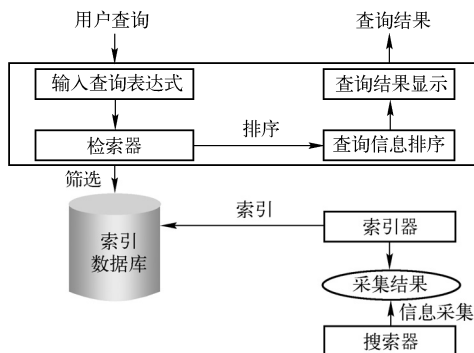 用户查询
查询结果
输入查询表达式
查询结果显示
检索器
排序
查询信息排序
筛选
索引
数据库
索引
索引器
采集结果
信息采集
搜索器